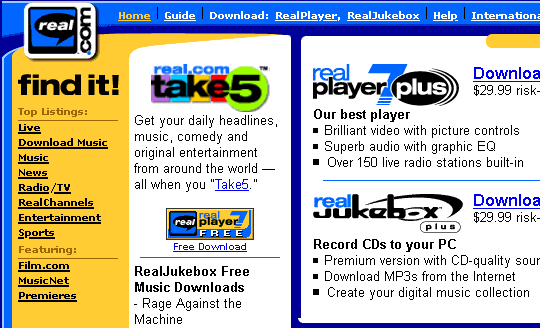 real.com
Home | Guide | Download: RealPlayer, RealJukebox | Help | Internationa
find it!
Top Listings:
Live
Download Music
Music
News
Radio/TV
RealChannels
Entertainment
Sports
Featuring:
Film.com
MusicNet
Premieres
real.com
take5™
Get your daily headlines,
music, comedy and
original entertainment
from around the world —
all when you "Take5."
real real player 7
FREE
Free Download
RealJukebox Free
Music Downloads
- Rage Against the
Machine
real player 7 plus
Downloa
$29.99 risk-
Our best player
■ Brilliant video with picture controls
■ Superb audio with graphic EQ
■ Over 150 live radio stations built-in
real jukebox plus
Downloa
$29.99 risk-
Record CDs to your PC
■ Premium version with CD-quality soun
■ Download MP3s from the Internet
■ Create your digital music collection